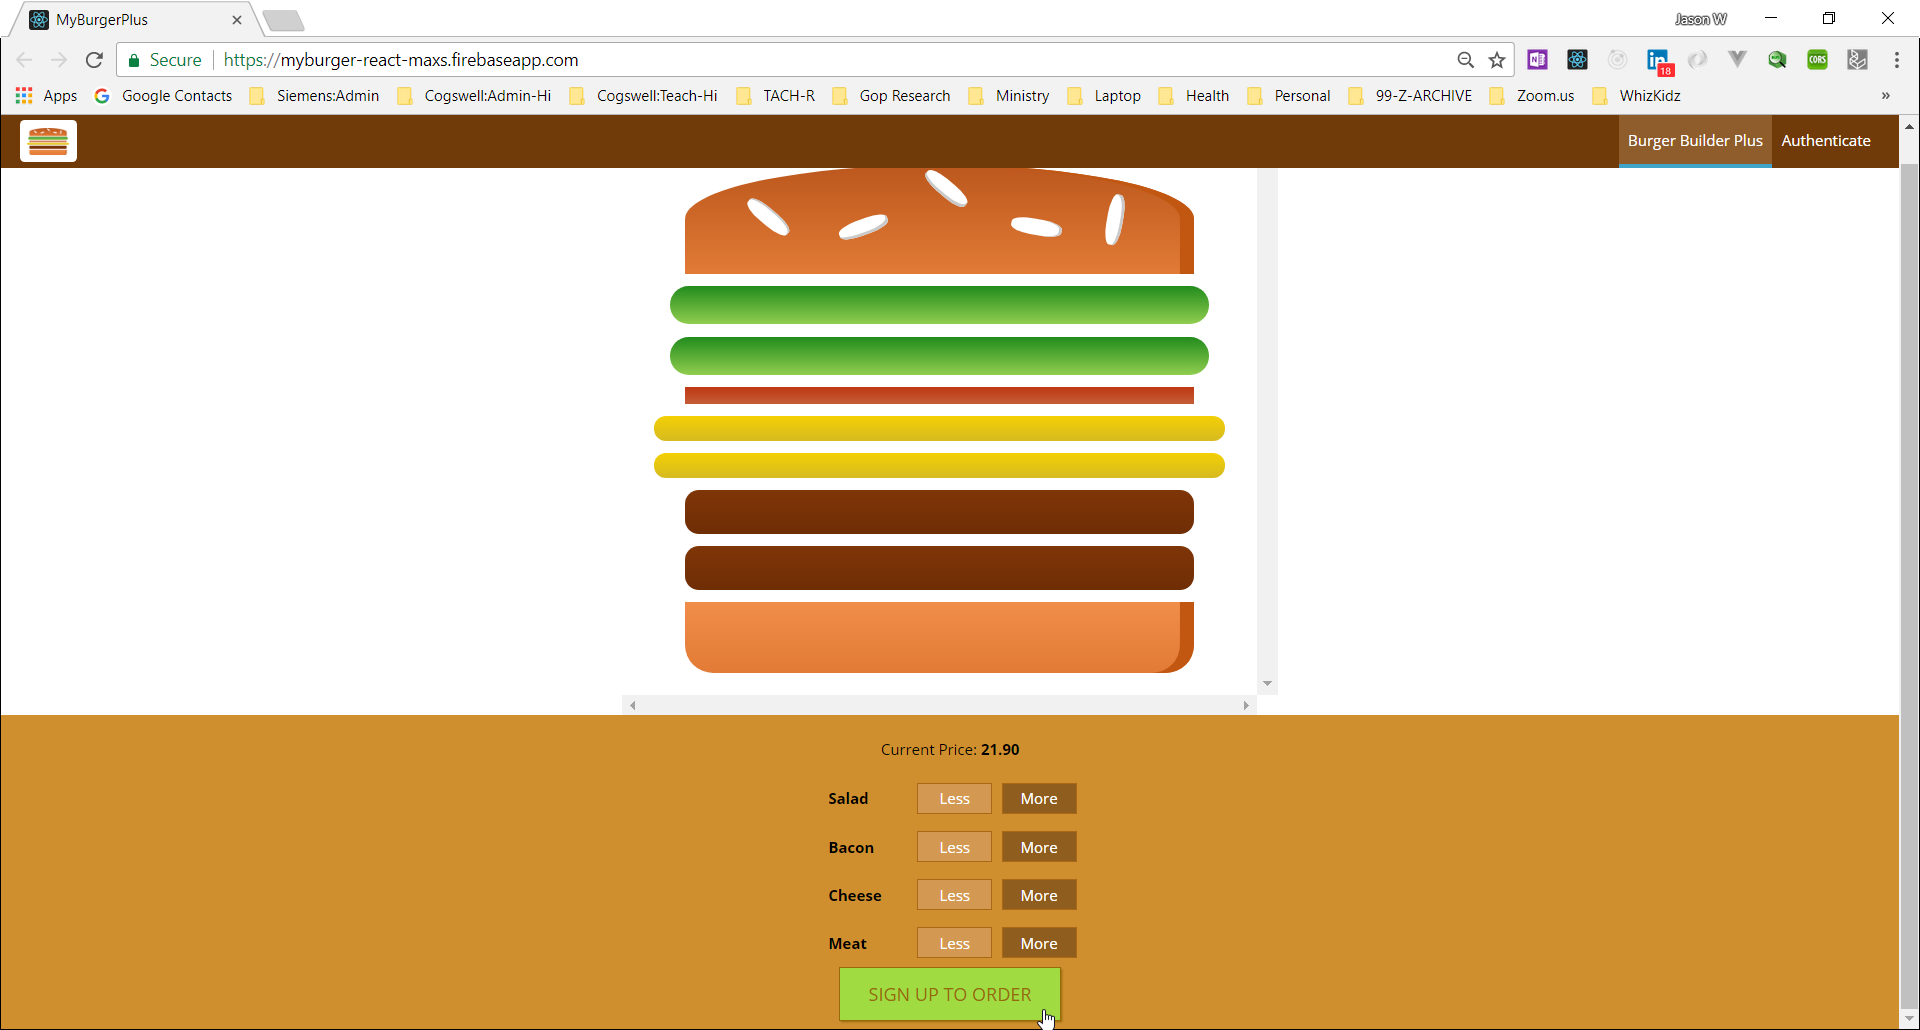 MyBurgerPlus
Jason W
Secure https://myburger-react-maxs.firebaseapp.com
18
CORS
Apps Google Contacts Siemens:Admin Cogswell:Admin-Hi Cogswell:Teach-Hi TACH-R Gop Research Ministry Laptop Health Personal 99-Z-ARCHIVE Zoom.us WhizKidz »
Burger Builder Plus Authenticate
Current Price: 21.90
Salad Less More
Bacon Less More
Cheese Less More
Meat Less More
SIGN UP TO ORDER